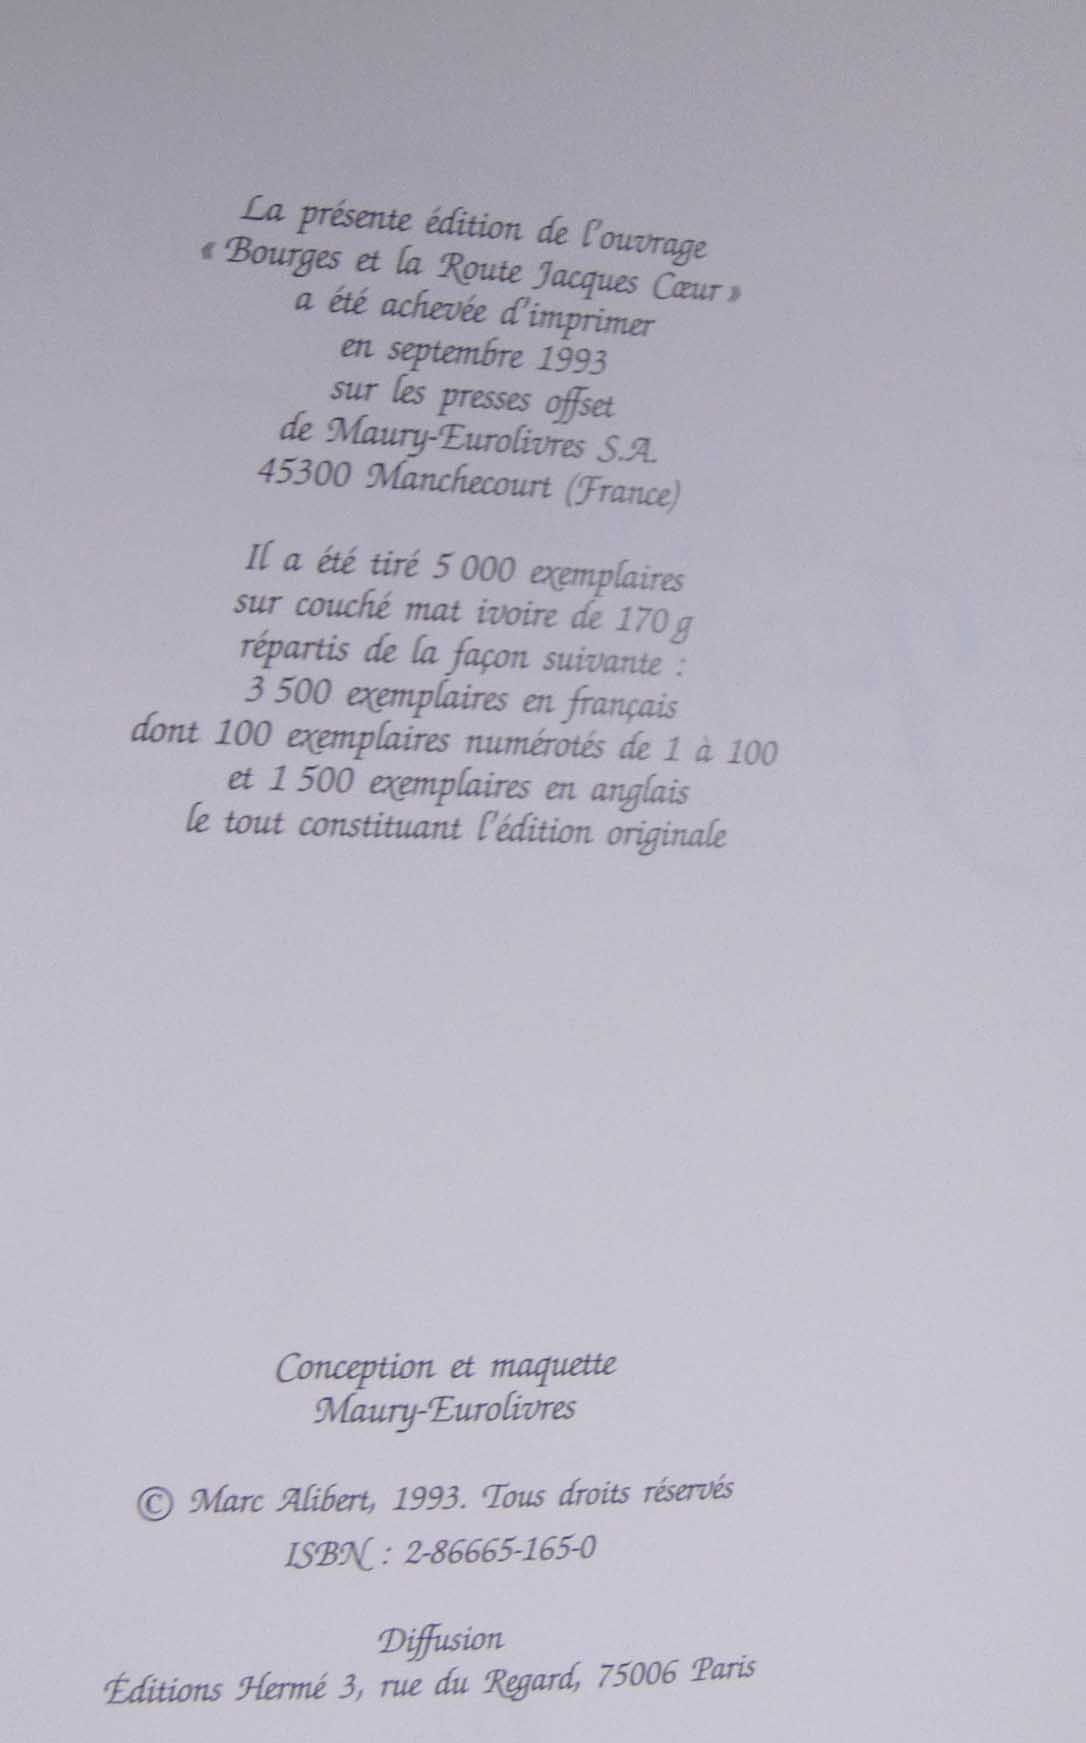 La présente édition de l'ouvrage
« Bourges et la Route Jacques Cœur »
a été achevée d'imprimer
en septembre 1993
sur les presses offset
de Maury-Eurolivres S.A.
45300 Manchecourt (France)
Il a été tiré 5 000 exemplaires
sur couché mat ivoire de 170 g
répartis de la façon suivante :
3 500 exemplaires en français
dont 100 exemplaires numérotés de 1 à 100
et 1 500 exemplaires en anglais
le tout constituant l'édition originale
Conception et maquette
Maury-Eurolivres
© Marc Alibert, 1993. Tous droits réservés
ISBN : 2-86665-165-0
Diffusion
Éditions Hermé 3, rue du Regard, 75006 Paris